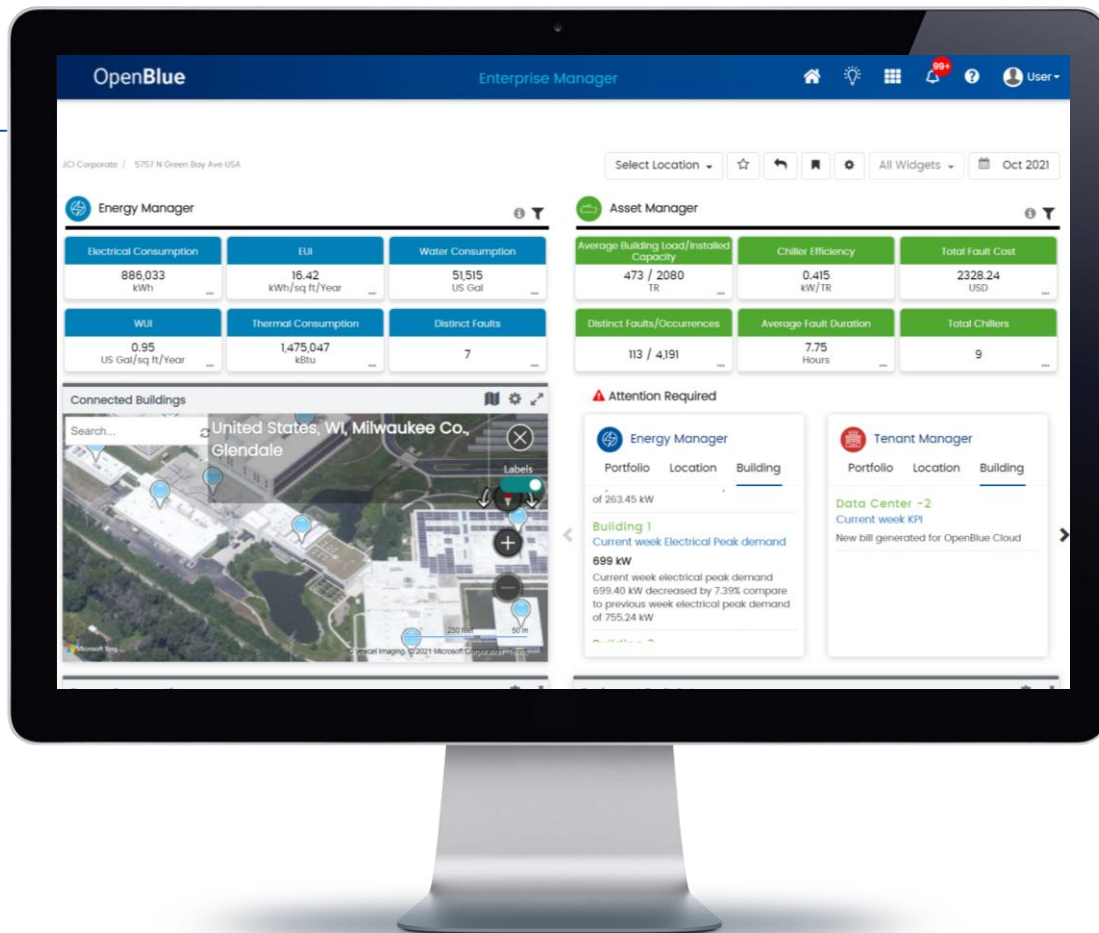 OpenBlue
Enterprise Manager
99+
User
JCI Corporate / 5757 N Green Bay Ave USA
Select Location
All Widgets
Oct 2021
Energy Manager
Electrical Consumption
886,033
kWh
EUI
16.42
kWh/sq ft/Year
Water Consumption
51,515
US Gal
WUI
0.95
US Gal/sq ft/Year
Thermal Consumption
1,475,047
kBtu
Distinct Faults
7
Asset Manager
Average Building Load/Installed
Capacity
473 / 2080
TR
Chiller Efficiency
0.415
kW/TR
Total Fault Cost
2328.24
USD
Distinct Faults/Occurrences
113 / 4,191
Average Fault Duration
7.75
Hours
Total Chillers
9
Connected Buildings
Search...
United States, WI, Milwaukee Co.,
Glendale
Labels
250 feet
50 m
Microsoft Bing
Imaging, © 2021 Microsoft Corporation
Attention Required
Energy Manager
Portfolio Location Building
of 263.45 kW
Building 1
Current week Electrical Peak demand
699 kW
Current week electrical peak demand
699.40 kW decreased by 7.39% compare
to previous week electrical peak demand
of 755.24 kW
Tenant Manager
Portfolio Location Building
Data Center -2
Current week KPI
New bill generated for OpenBlue Cloud